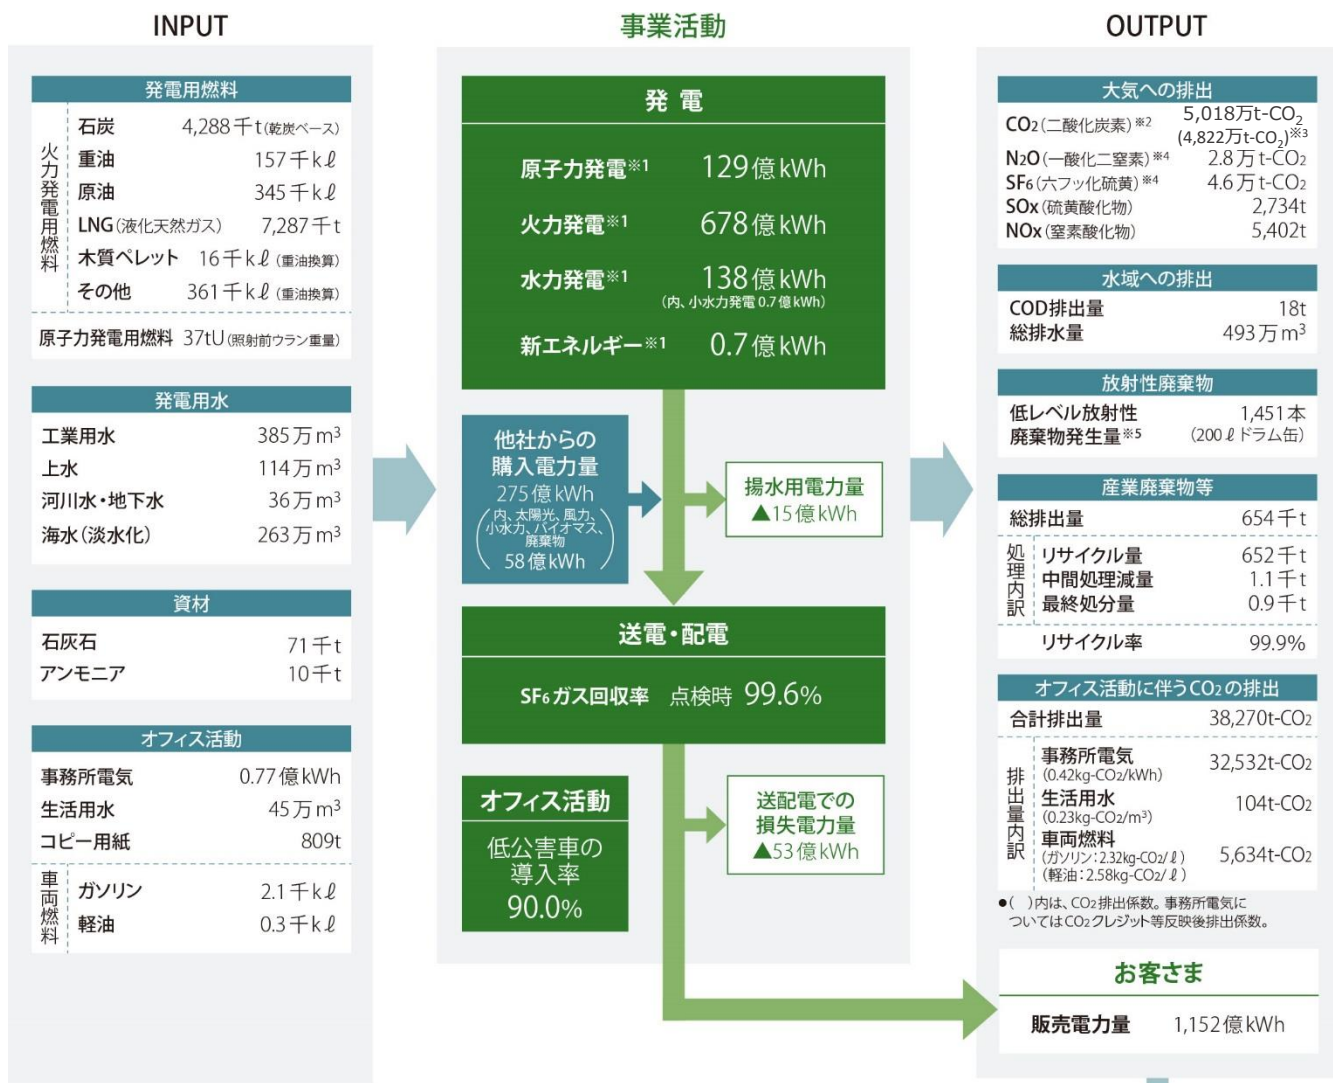 INPUT
発電用燃料
火力発電用燃料
石炭 4,288千t(乾炭ベース)
重油 157千kℓ
原油 345千kℓ
LNG(液化天然ガス) 7,287千t
木質ペレット 16千kℓ(重油換算)
その他 361千kℓ(重油換算)
原子力発電用燃料 37tU(照射前ウラン重量)
発電用水
工業用水 385万m³
上水 114万m³
河川水・地下水 36万m³
海水(淡水化) 263万m³
資材
石灰石 71千t
アンモニア 10千t
オフィス活動
事務所電気 0.77億kWh
生活用水 45万m³
コピー用紙 809t
車両燃料
ガソリン 2.1千kℓ
軽油 0.3千kℓ
事業活動
発電
原子力発電※1 129億kWh
火力発電※1 678億kWh
水力発電※1 138億kWh
(内、小水力発電0.7億kWh)
新エネルギー※1 0.7億kWh
他社からの
購入電力量
275億kWh
(内、太陽光、風力、
小水力、バイオマス、
廃棄物
58億kWh)
揚水用電力量
▲15億kWh
送電・配電
SF₆ガス回収率 点検時 99.6%
オフィス活動
低公害車の
導入率
90.0%
送配電での
損失電力量
▲53億kWh
OUTPUT
大気への排出
CO₂(二酸化炭素)※2 5,018万t-CO₂
(4,822万t-CO₂)※3
N₂O(一酸化二窒素)※4 2.8万t-CO₂
SF₆(六フッ化硫黄)※4 4.6万t-CO₂
SOx(硫黄酸化物) 2,734t
NOx(窒素酸化物) 5,402t
水域への排出
COD排出量 18t
総排水量 493万m³
放射性廃棄物
低レベル放射性 1,451本
廃棄物発生量※5 (200ℓドラム缶)
産業廃棄物等
総排出量 654千t
処理内訳
リサイクル量 652千t
中間処理減量 1.1千t
最終処分量 0.9千t
リサイクル率 99.9%
オフィス活動に伴うCO₂の排出
合計排出量 38,270t-CO₂
排出量内訳
事務所電気 32,532t-CO₂
(0.42kg-CO₂/kWh)
生活用水 104t-CO₂
(0.23kg-CO₂/m³)
車両燃料 5,634t-CO₂
(ガソリン:2.32kg-CO₂/ℓ)
(軽油:2.58kg-CO₂/ℓ)
●( )内は、CO₂排出係数。事務所電気に
ついてはCO₂クレジット等反映後排出係数。
お客さま
販売電力量 1,152億kWh